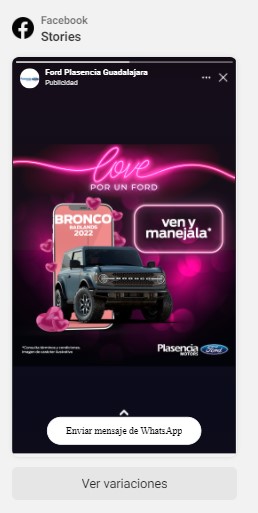 Facebook
Stories
Ford Plasencia Guadalajara
Publicidad
love
POR UN FORD
BRONCO
BADLANDS
2022
ven y
manejála*
Plasencia
MOTORS
Ford
*Consulta términos y condiciones.
Imagen de carácter ilustrativo.
Enviar mensaje de WhatsApp
Ver variaciones